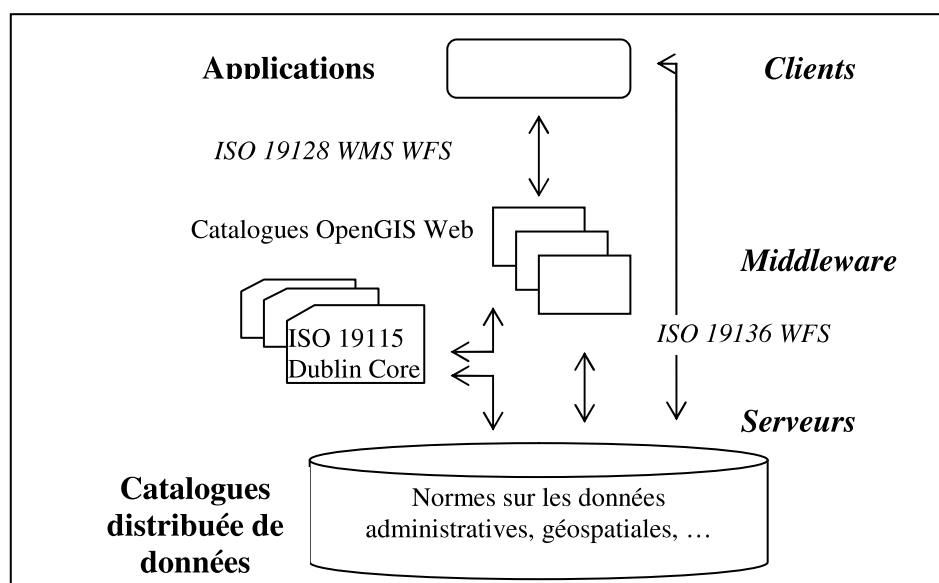 Applications
Clients
ISO 19128 WMS WFS
Catalogues OpenGIS Web
Middleware
ISO 19115
Dublin Core
ISO 19136 WFS
Serveurs
Catalogues
distribuée de
données
Normes sur les données
administratives, géospatiales, …